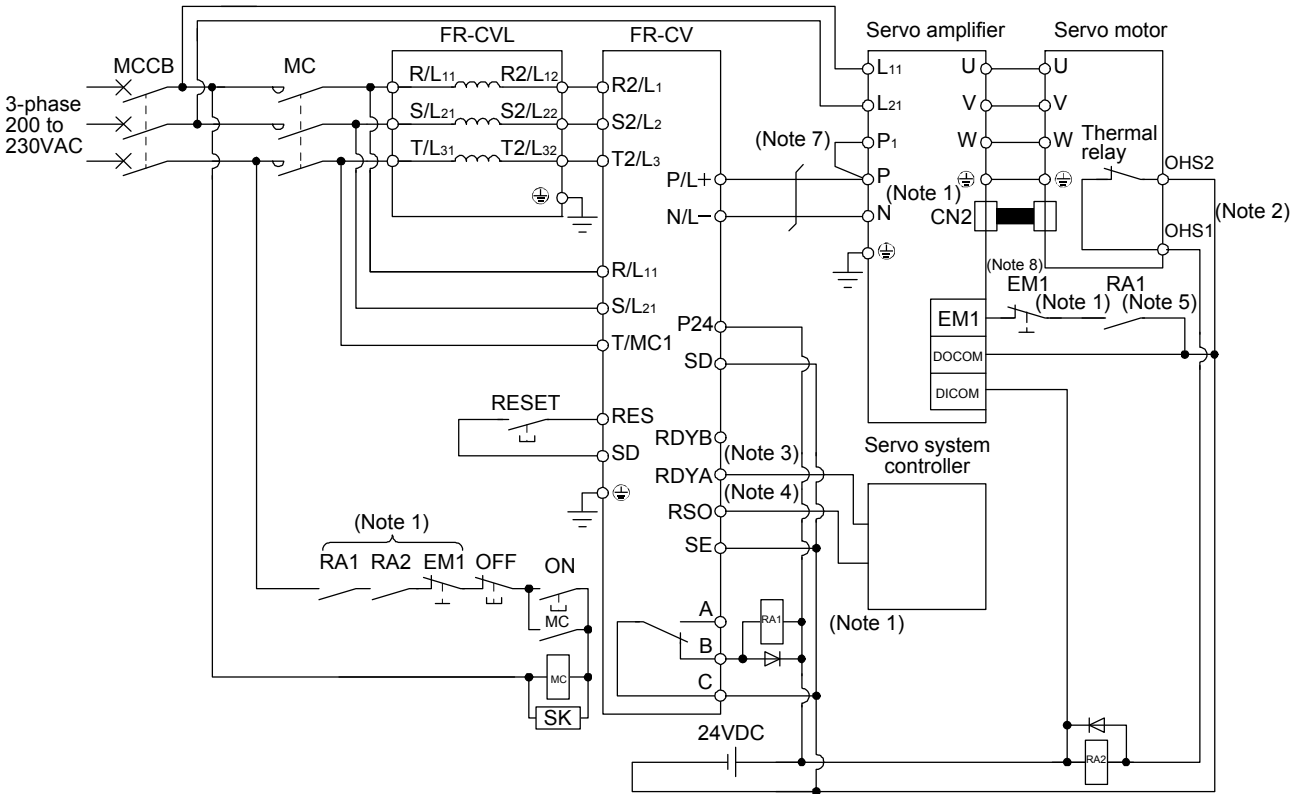 FR-CVL
FR-CV
Servo amplifier
Servo motor
MCCB
MC
R/L11
R2/L12
R2/L1
L11
U
U
3-phase
200 to
230VAC
S/L21
S2/L22
S2/L2
L21
V
V
T/L31
T2/L32
T2/L3
(Note 7)
P1
W
W
Thermal
relay
OHS2
P/L+
P
(Note 1)
N/L−
N
CN2
(Note 2)
OHS1
R/L11
(Note 8)
EM1
(Note 1)
RA1
(Note 5)
S/L21
P24
EM1
T/MC1
SD
DOCOM
DICOM
RESET
RES
RDYB
Servo system
controller
SD
(Note 3)
RDYA
(Note 4)
RSO
(Note 1)
SE
RA1
RA2
EM1
OFF
ON
MC
A
RA1
(Note 1)
B
MC
C
SK
24VDC
RA2